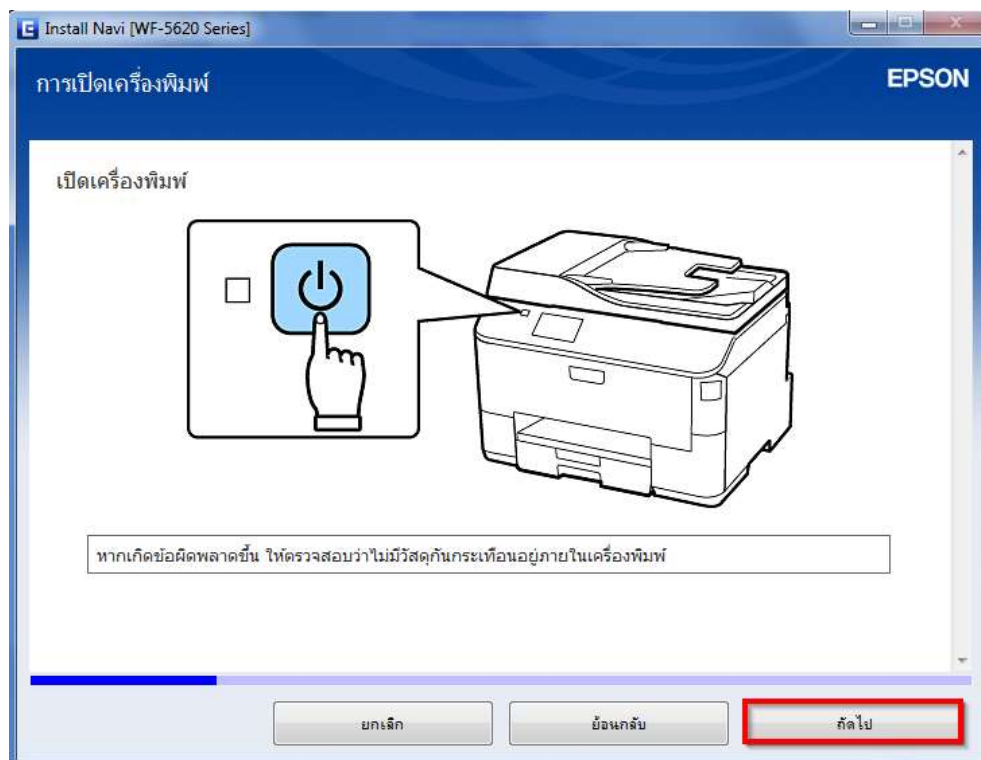 Install Navi [WF-5620 Series]
การเปิดเครื่องพิมพ์
EPSON
เปิดเครื่องพิมพ์
หากเกิดข้อผิดพลาดขึ้น ให้ตรวจสอบว่าไม่มีวัสดุกันกระเทือนอยู่ภายในเครื่องพิมพ์
ยกเลิก
ย้อนกลับ
ถัดไป